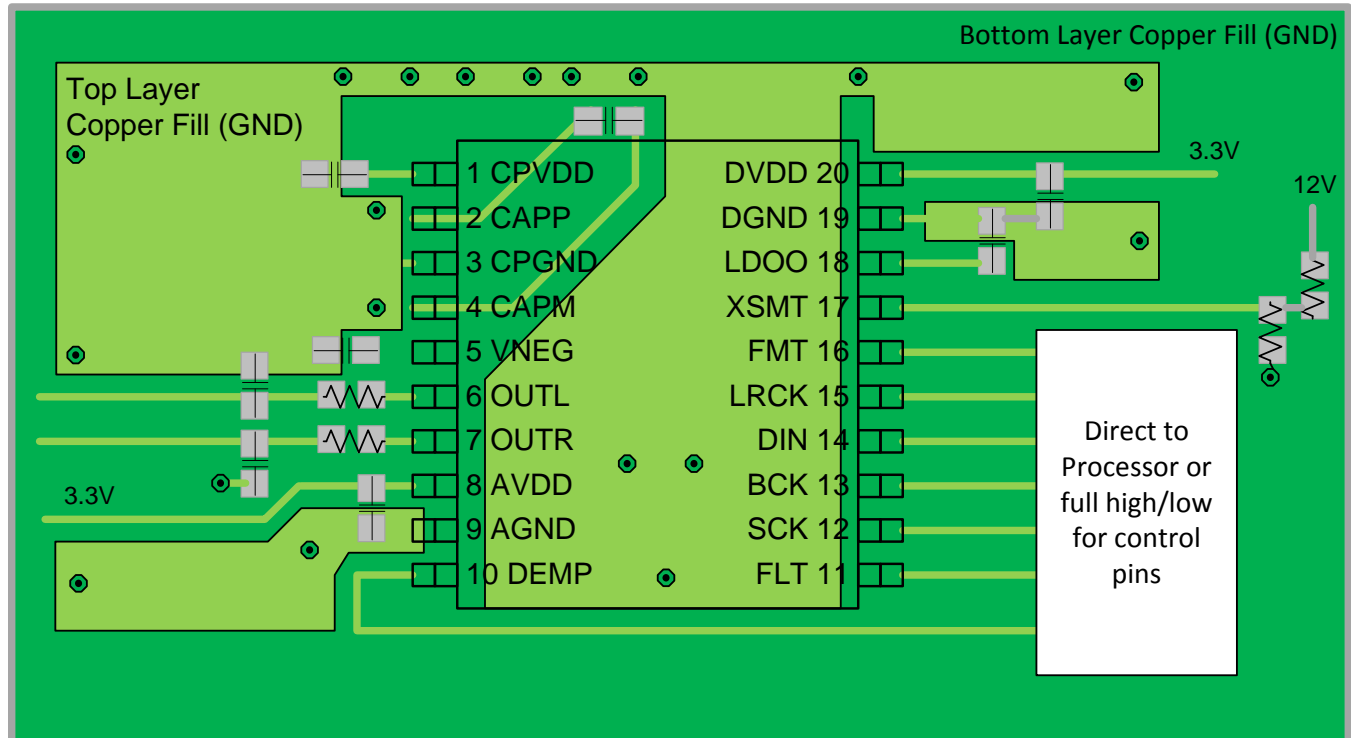 Bottom Layer Copper Fill (GND)
Top Layer
Copper Fill (GND)
3.3V
12V
1 CPVDD
DVDD 20
2 CAPP
DGND 19
3 CPGND
LDOO 18
4 CAPM
XSMT 17
5 VNEG
FMT 16
6 OUTL
LRCK 15
7 OUTR
DIN 14
8 AVDD
BCK 13
9 AGND
SCK 12
10 DEMP
FLT 11
3.3V
Direct to
Processor or
full high/low
for control
pins